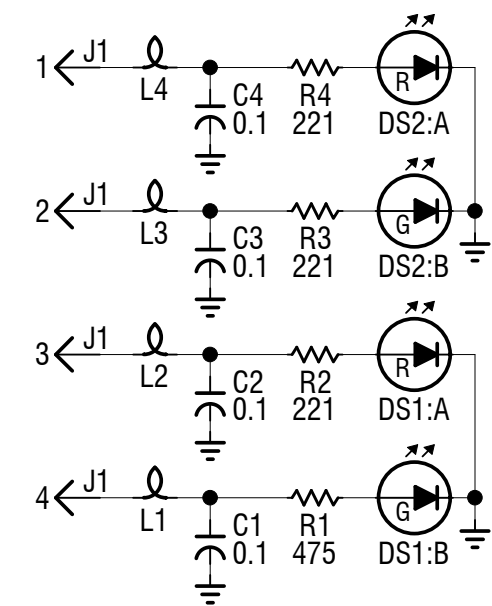 1 J1 L4 C4 0.1 R4 221 R DS2:A
2 J1 L3 C3 0.1 R3 221 G DS2:B
3 J1 L2 C2 0.1 R2 221 R DS1:A
4 J1 L1 C1 0.1 R1 475 G DS1:B